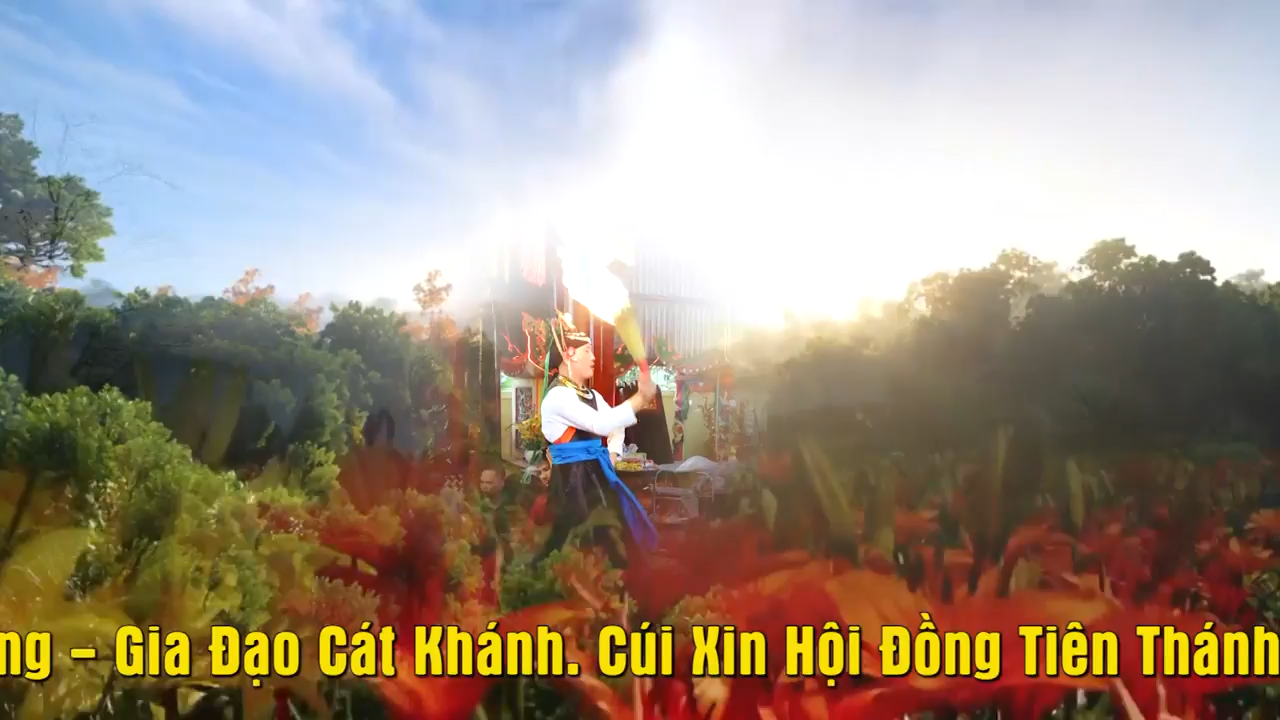 ng – Gia Đạo Cát Khánh. Cúi Xin Hội Đồng Tiên Thánh